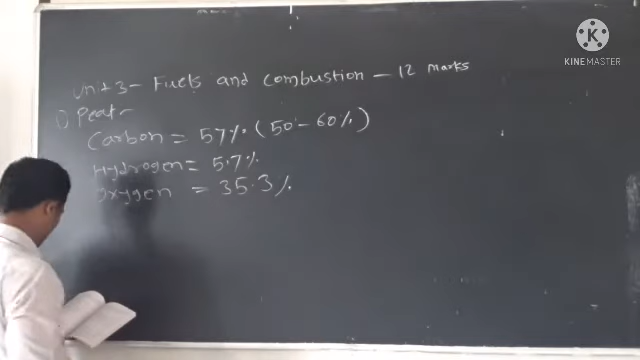 Unit 3 - Fuels and combustion - 12 marks
1) Peat -
Carbon = 57% (50 - 60%)
Hydrogen = 5.7%
Oxygen = 35.3%
KINEMASTER